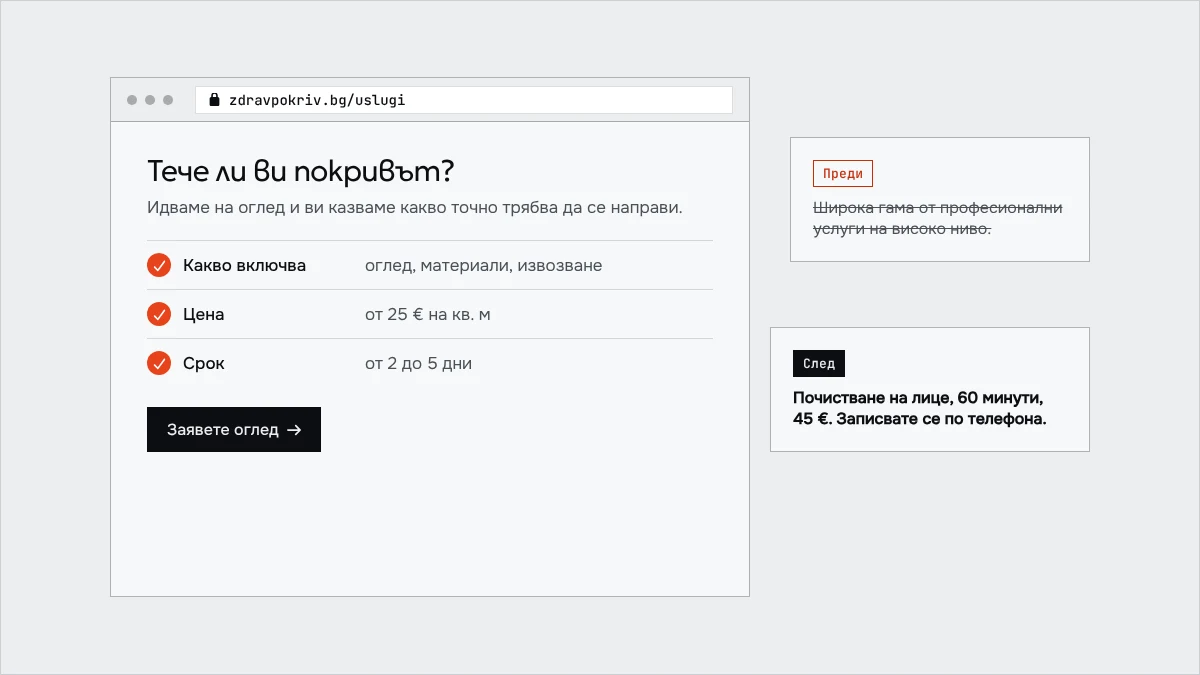 zdravpokriv.bg/uslugi
Тече ли ви покривът?
Идваме на оглед и ви казваме какво точно трябва да се направи.
Какво включва оглед, материали, извозване
Цена от 25 € на кв. м
Срок от 2 до 5 дни
Заявете оглед →
Преди
Широка гама от професионални
услуги на високо ниво.
След
Почистване на лице, 60 минути,
45 €. Записвате се по телефона.